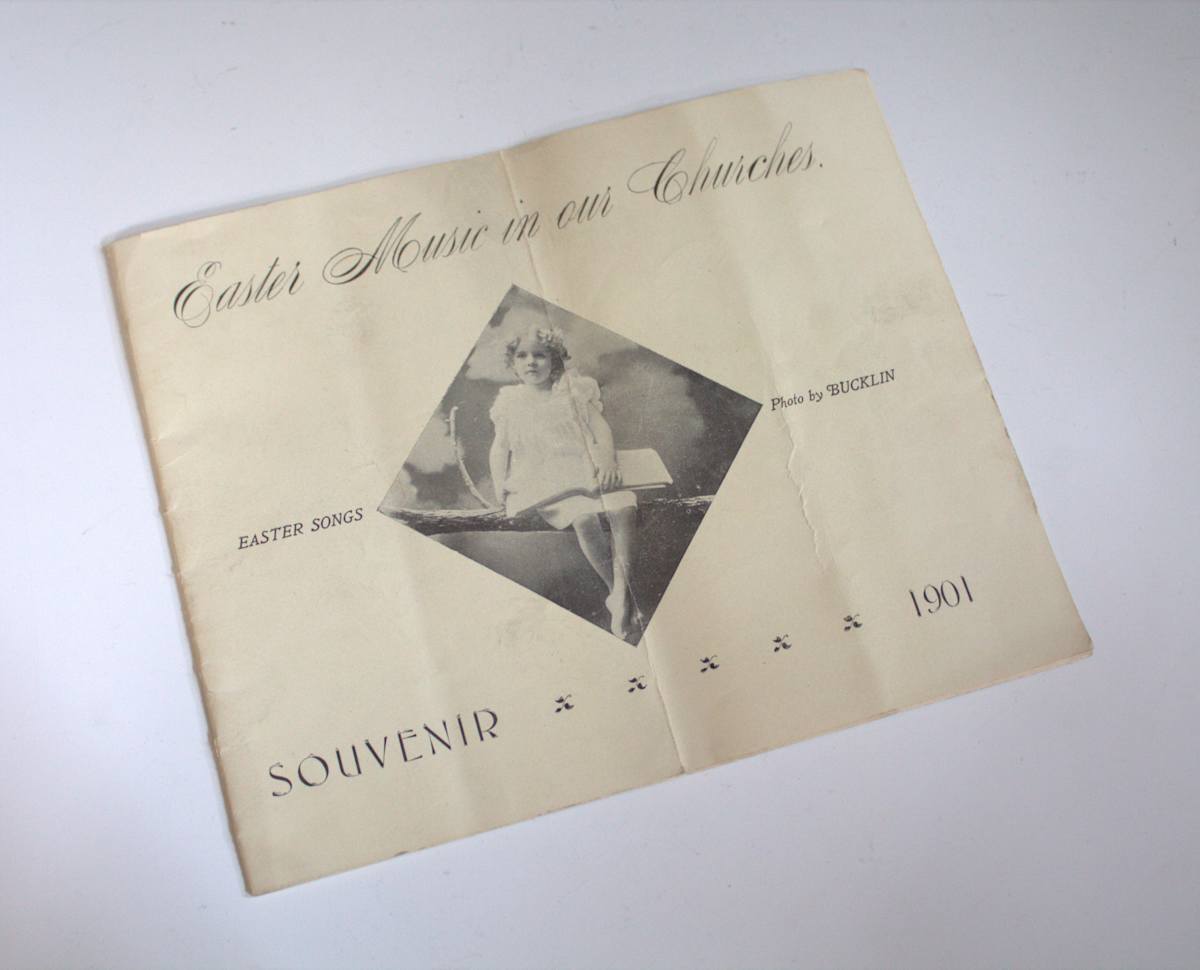 Easter Music in our Churches.
Photo by BUCKLIN
EASTER SONGS
SOUVENIR 1901